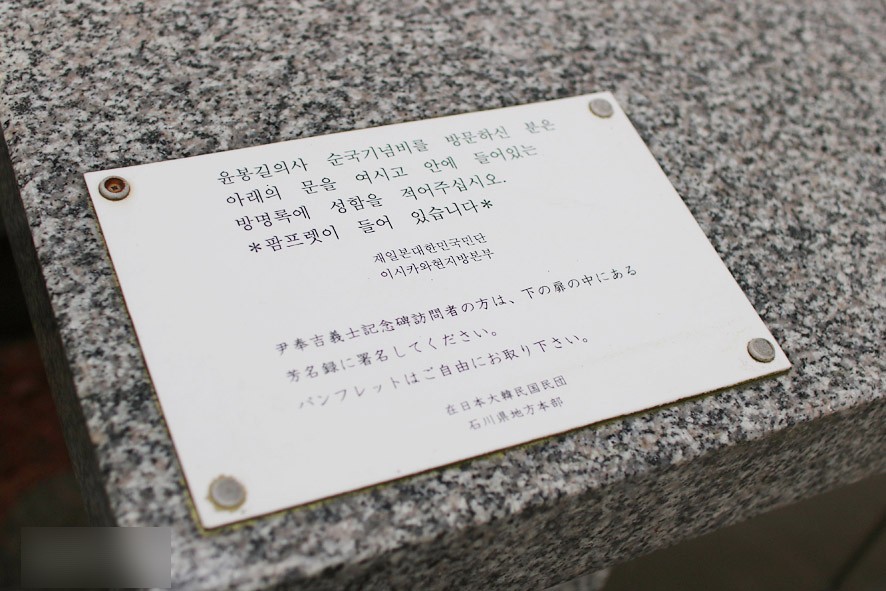 윤봉길의사 순국기념비를 방문하신 분은
아래의 문을 여시고 안에 들어있는
방명록에 성함을 적어주십시오.
*팜프렛이 들어 있습니다*
재일본대한민국민단
이시카와현지방본부
尹奉吉義士記念碑訪問者の方は、下の扉の中にある
芳名録に署名してください。
パンフレットはご自由にお取り下さい。
在日本大韓民国民団
石川県地方本部